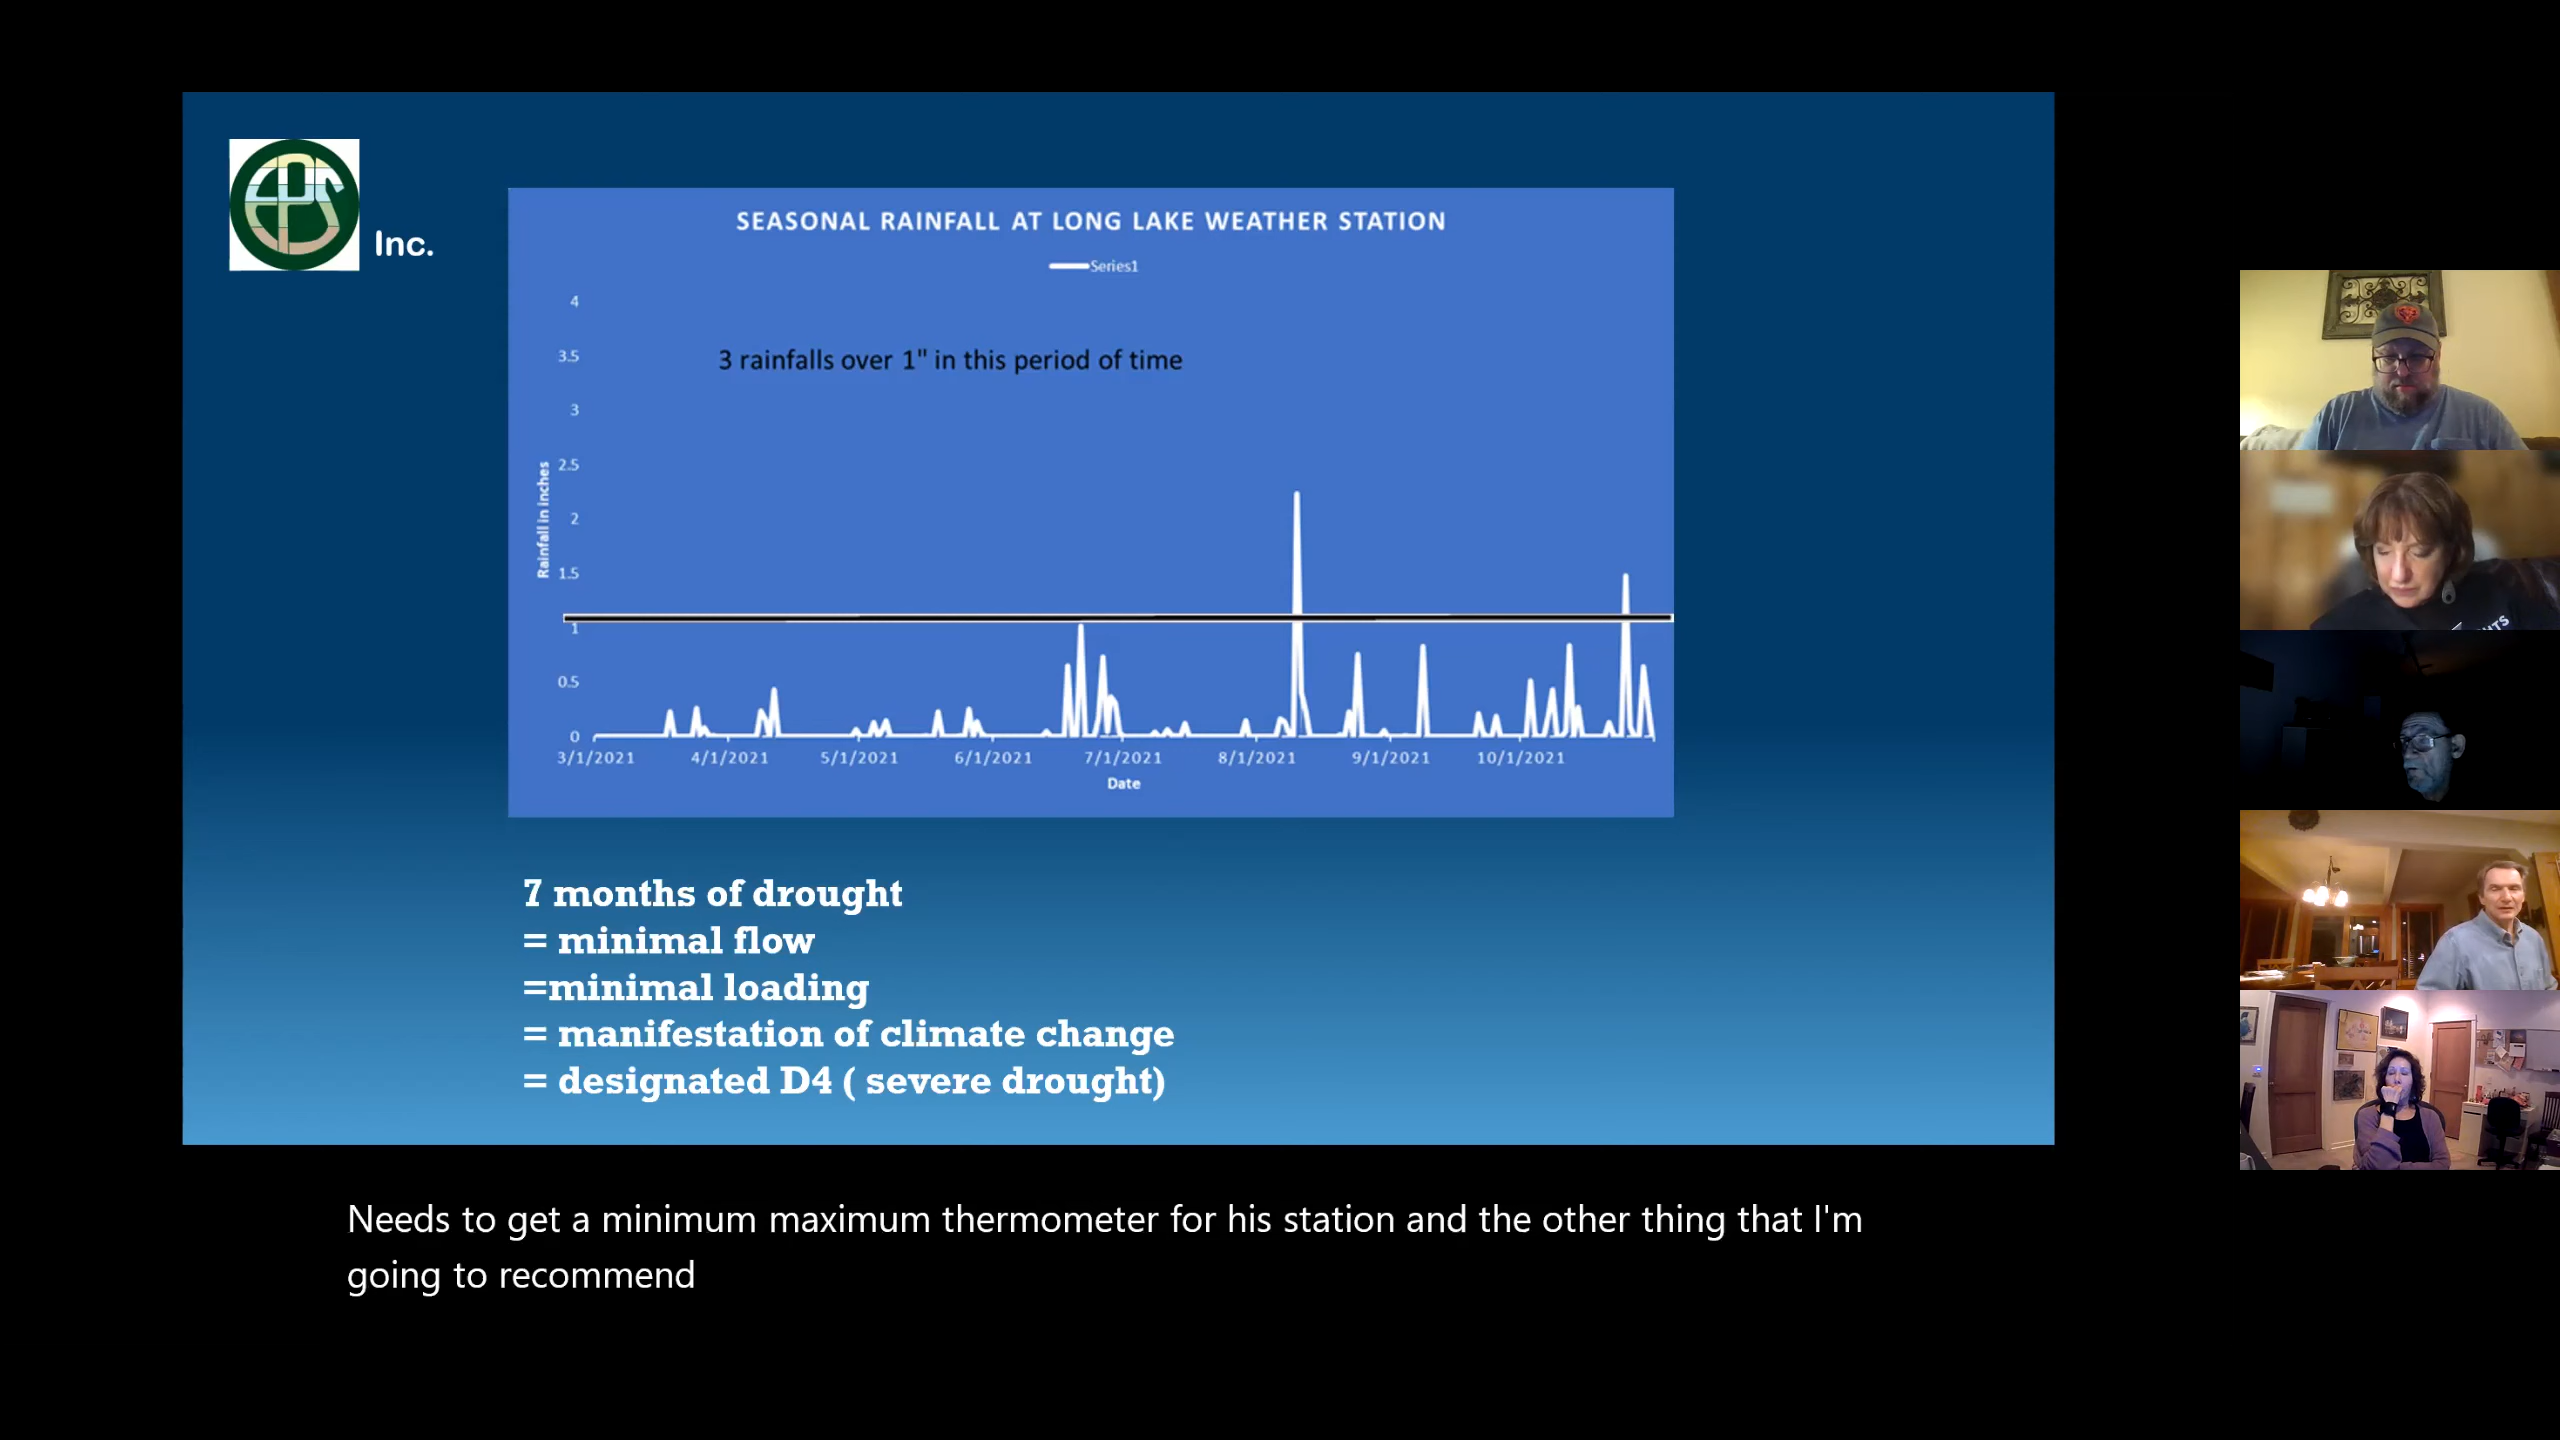 EPS
Inc.
SEASONAL RAINFALL AT LONG LAKE WEATHER STATION
Series1
4
3 rainfalls over 1" in this period of time
3.5
3
2.5
2
1.5
1
0.5
0
Rainfall in inches
3/1/2021 4/1/2021 5/1/2021 6/1/2021 7/1/2021 8/1/2021 9/1/2021 10/1/2021
Date
7 months of drought
= minimal flow
=minimal loading
= manifestation of climate change
= designated D4 ( severe drought)
Needs to get a minimum maximum thermometer for his station and the other thing that I'm
going to recommend